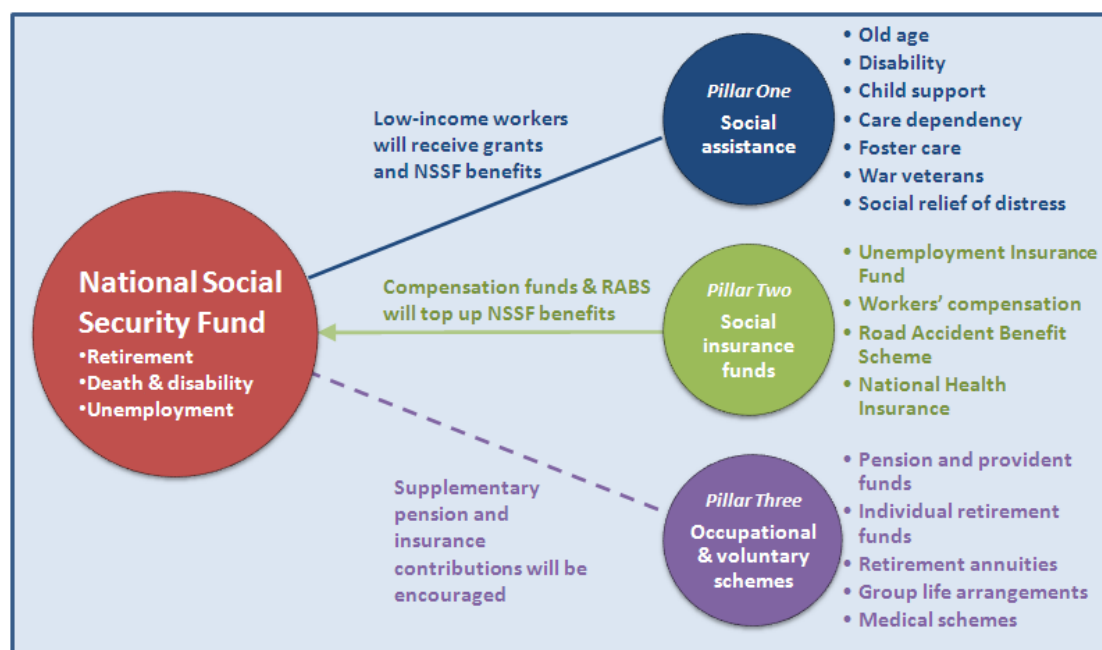 National Social
Security Fund
•Retirement
•Death & disability
•Unemployment
Low-income workers
will receive grants
and NSSF benefits
Pillar One
Social
assistance
• Old age
• Disability
• Child support
• Care dependency
• Foster care
• War veterans
• Social relief of distress
Compensation funds & RABS
will top up NSSF benefits
Pillar Two
Social
insurance
funds
• Unemployment Insurance
Fund
• Workers’ compensation
• Road Accident Benefit
Scheme
• National Health
Insurance
Supplementary
pension and
insurance
contributions will be
encouraged
Pillar Three
Occupational
& voluntary
schemes
• Pension and provident
funds
• Individual retirement
funds
• Retirement annuities
• Group life arrangements
• Medical schemes